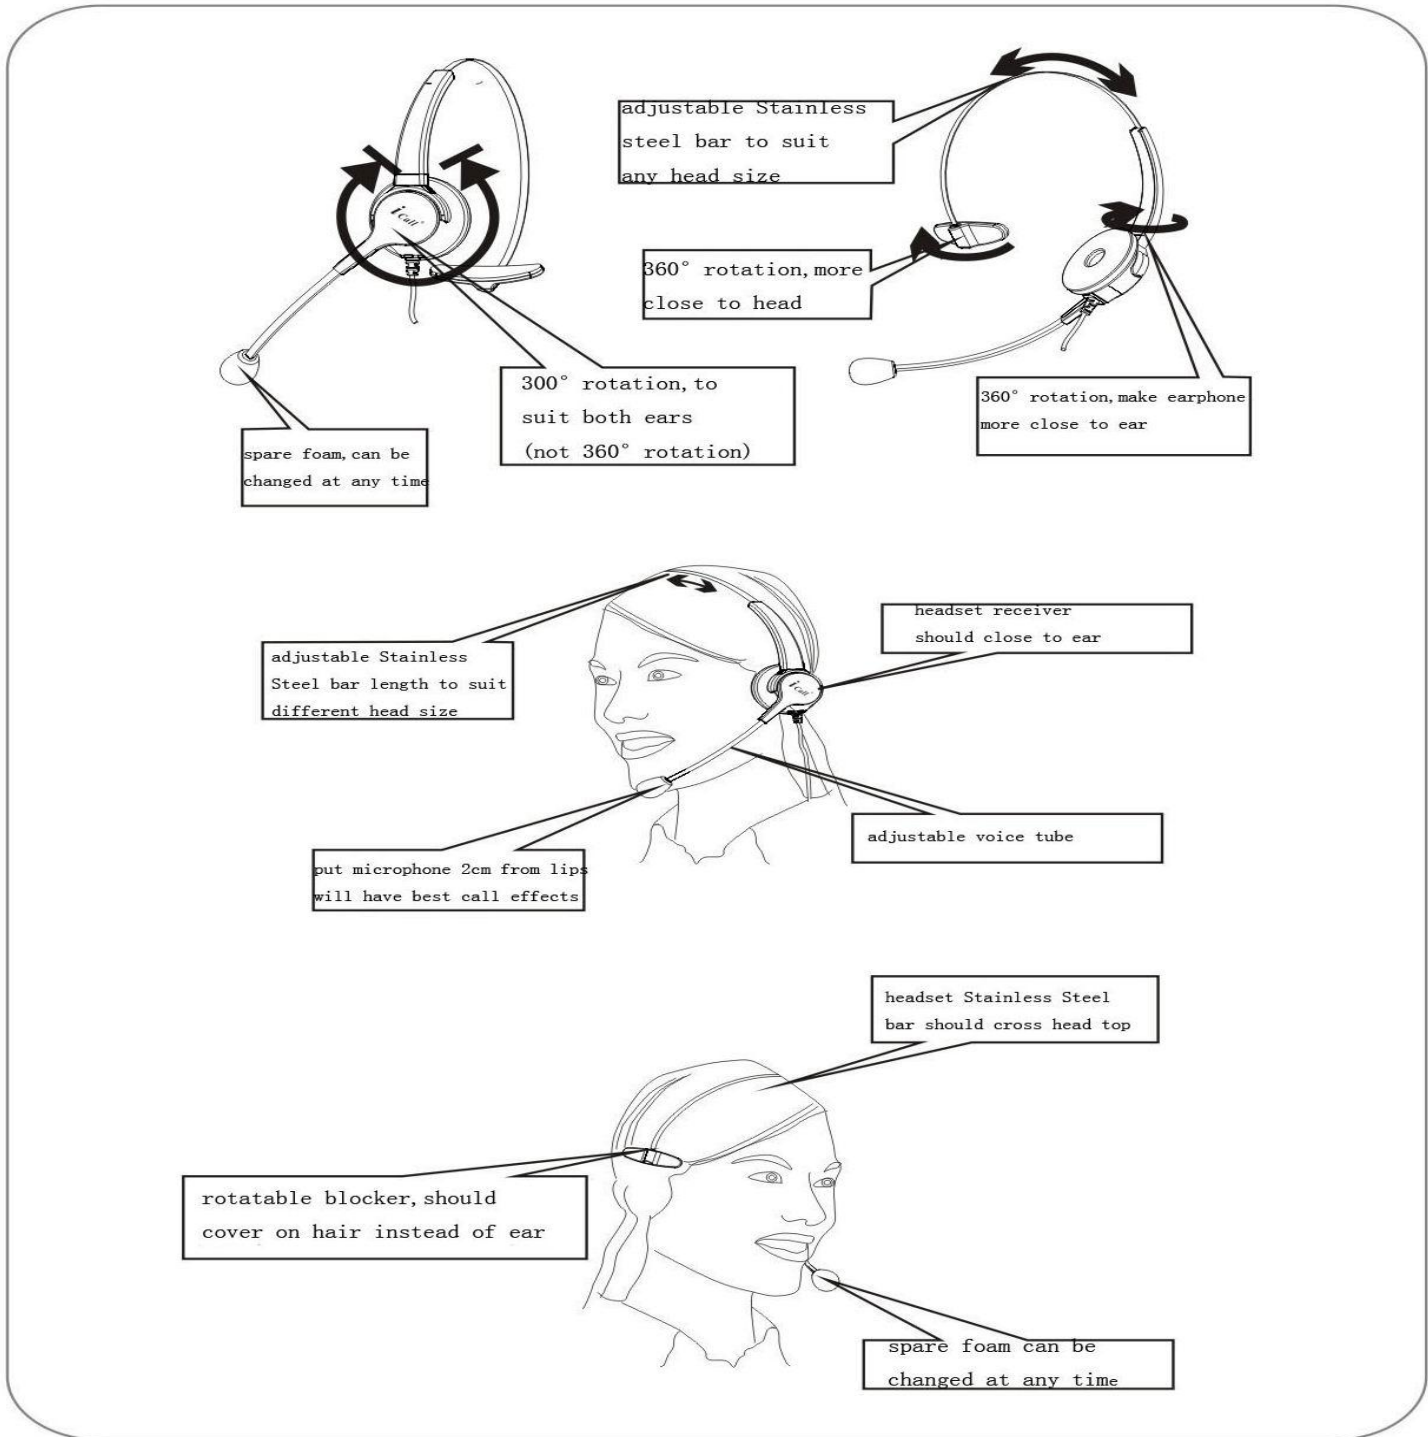 adjustable Stainless
steel bar to suit
any head size
i Call
360° rotation, more
close to head
300° rotation, to
suit both ears
(not 360° rotation)
360° rotation, make earphone
more close to ear
spare foam, can be
changed at any time
headset receiver
should close to ear
adjustable Stainless
Steel bar length to suit
different head size
i Call
adjustable voice tube
put microphone 2cm from lips
will have best call effects
headset Stainless Steel
bar should cross head top
rotatable blocker, should
cover on hair instead of ear
spare foam can be
changed at any time